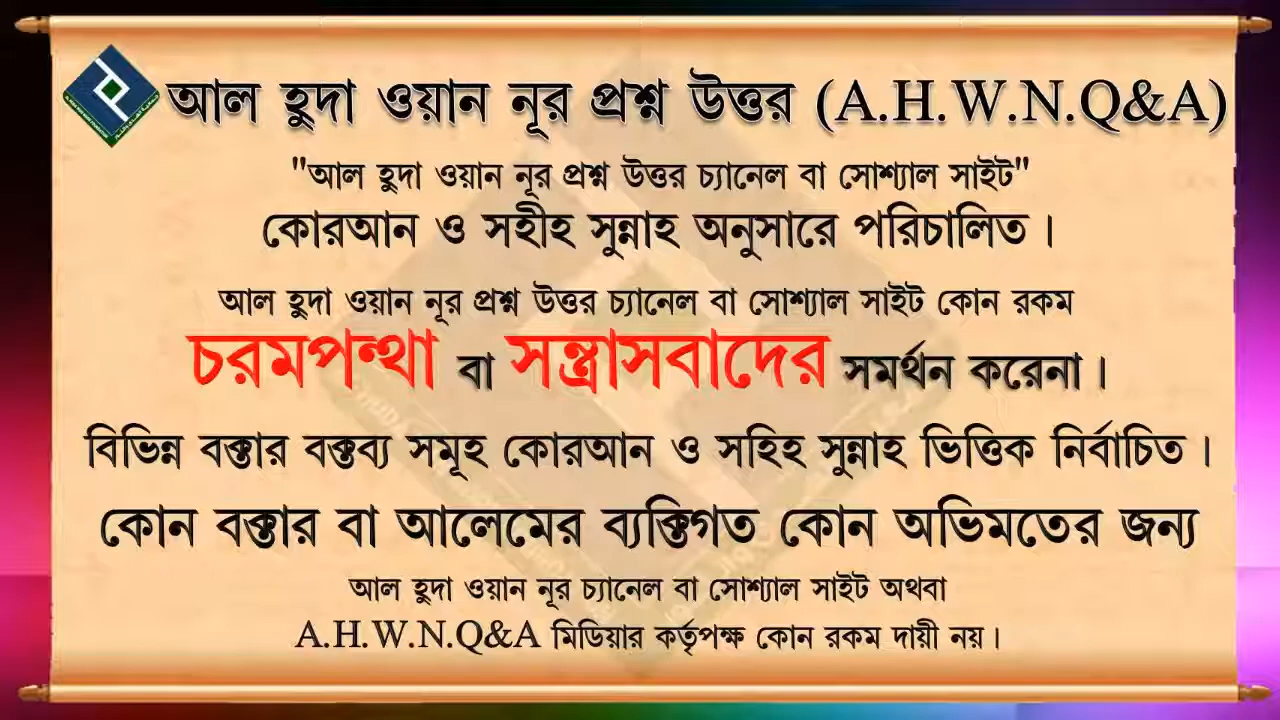 আল হুদা ওয়ান নূর প্রশ্ন উত্তর (A.H.W.N.Q&A)
"আল হুদা ওয়ান নূর প্রশ্ন উত্তর চ্যানেল বা সোশ্যাল সাইট"
কোরআন ও সহীহ সুন্নাহ অনুসারে পরিচালিত ।
আল হুদা ওয়ান নূর প্রশ্ন উত্তর চ্যানেল বা সোশ্যাল সাইট কোন রকম
চরমপন্থা বা সন্ত্রাসবাদের সমর্থন করেনা ।
বিভিন্ন বক্তার বক্তব্য সমূহ কোরআন ও সহিহ সুন্নাহ ভিত্তিক নির্বাচিত ।
কোন বক্তার বা আলেমের ব্যক্তিগত কোন অভিমতের জন্য
আল হুদা ওয়ান নূর চ্যানেল বা সোশ্যাল সাইট অথবা
A.H.W.N.Q&A মিডিয়ার কর্তৃপক্ষ কোন রকম দায়ী নয় ।